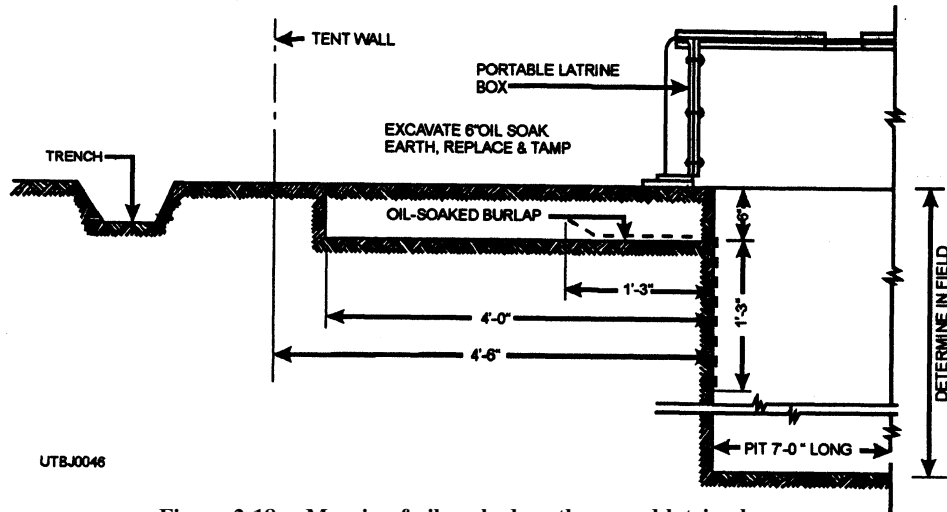 TENT WALL
PORTABLE LATRINE
BOX
EXCAVATE 6"OIL SOAK
EARTH, REPLACE & TAMP
TRENCH
OIL-SOAKED BURLAP
6"
1'-3"
1'-3"
4'-0"
4'-6"
DETERMINE IN FIELD
PIT 7'-0" LONG
UTBJ0046